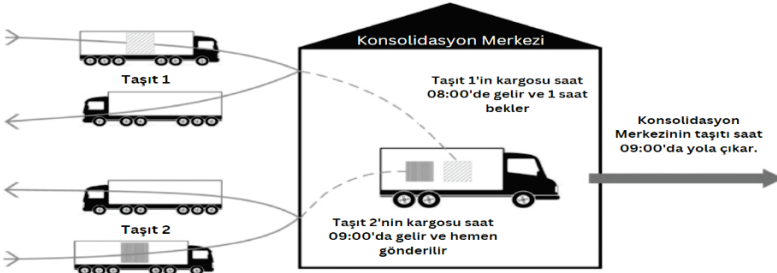 Konsolidasyon Merkezi
Taşıt 1
Taşıt 1'in kargosu saat
08:00'de gelir ve 1 saat
bekler
Konsolidasyon
Merkezinin taşıtı saat
09:00'da yola çıkar.
Taşıt 2
Taşıt 2'nin kargosu saat
09:00'da gelir ve hemen
gönderilir